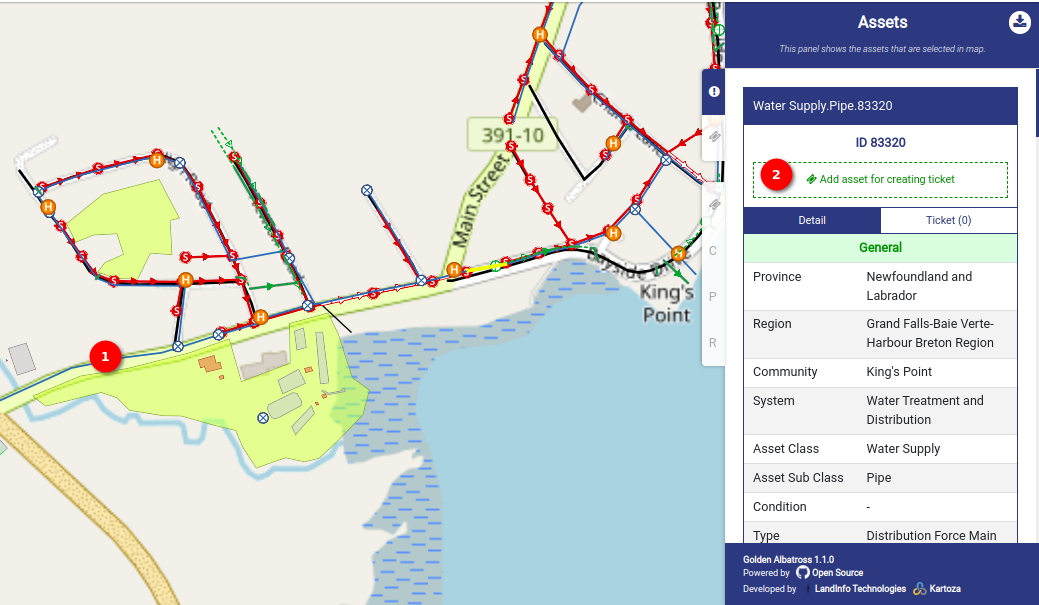 391-10
Main Street
King's
Point
H
H
H
H
H
H
H
H
H
1
C
P
R
Assets
This panel shows the assets that are selected in map.
Water Supply.Pipe.83320
ID 83320
2
Add asset for creating ticket
Detail Ticket (0)
General
Province Newfoundland and
Labrador
Region Grand Falls-Baie Verte-
Harbour Breton Region
Community King's Point
System Water Treatment and
Distribution
Asset Class Water Supply
Asset Sub Class Pipe
Condition -
Type Distribution Force Main
Golden Albatross 1.1.0
Powered by Open Source
Developed by LandInfo Technologies Kartoza